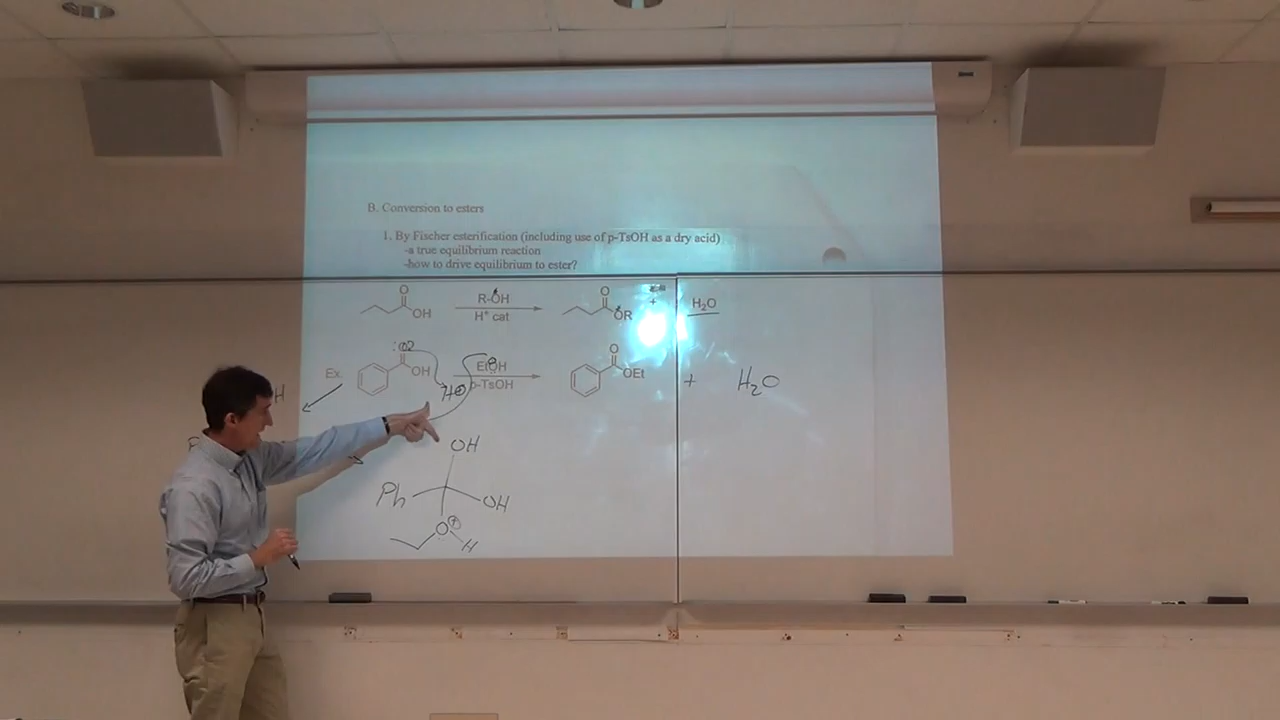 B. Conversion to esters
1. By Fischer esterification (including use of p-TsOH as a dry acid)
-a true equilibrium reaction
-how to drive equilibrium to ester?
O OH R-OH H⁺ cat O OR + H₂O
Ex. :O: OH H⊕ EtOH p-TsOH O OEt + H₂O
H
OH
Ph OH
O ⊕ H